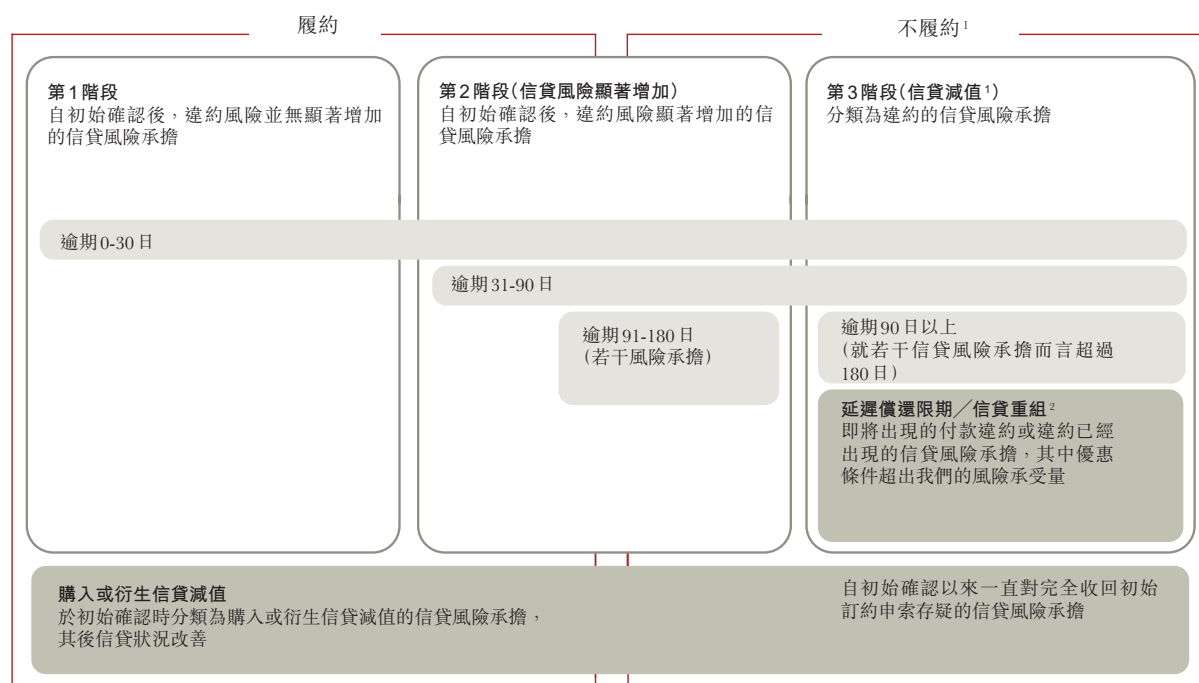 履約
不履約¹
第1階段
自初始確認後，違約風險並無顯著增加
的信貸風險承擔
第2階段(信貸風險顯著增加)
自初始確認後，違約風險顯著增加的信
貸風險承擔
第3階段(信貸減值¹)
分類為違約的信貸風險承擔
逾期0-30日
逾期31-90日
逾期91-180日
(若干風險承擔)
逾期90日以上
(就若干信貸風險承擔而言超過
180日)
延遲償還限期╱信貸重組²
即將出現的付款違約或違約已經
出現的信貸風險承擔，其中優惠
條件超出我們的風險承受量
購入或衍生信貸減值
於初始確認時分類為購入或衍生信貸減值的信貸風險承擔，
其後信貸狀況改善
自初始確認以來一直對完全收回初始
訂約申索存疑的信貸風險承擔